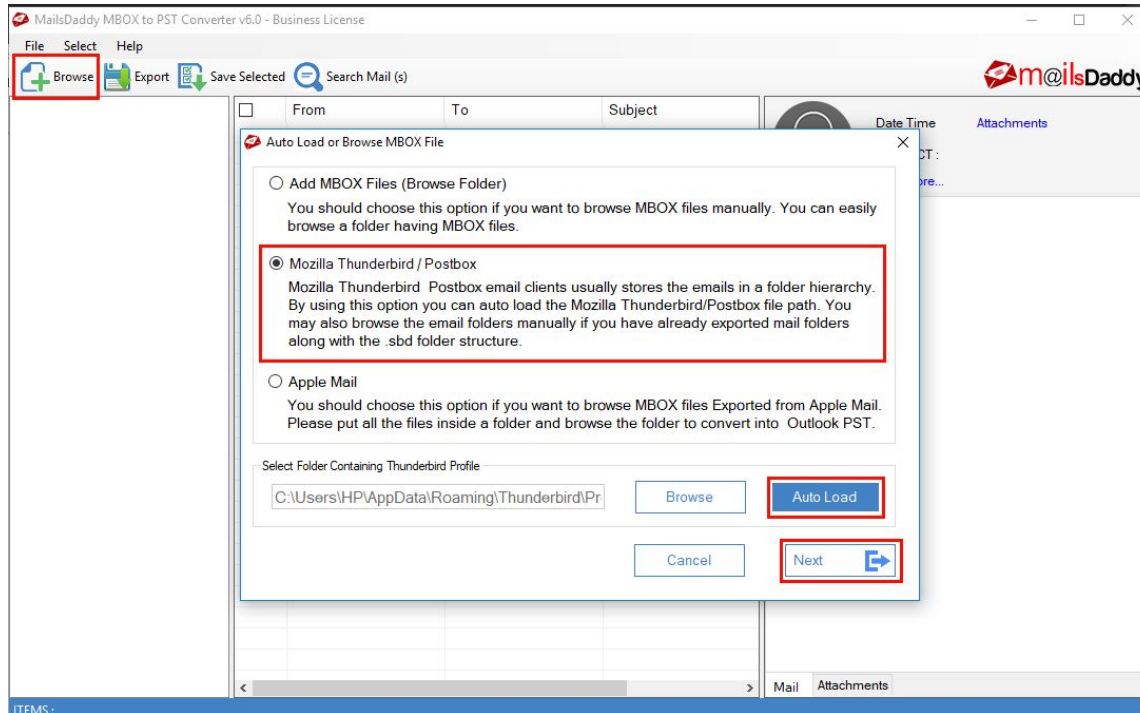 MailsDaddy MBOX to PST Converter v6.0 - Business License
File Select Help
Browse Export Save Selected Search Mail (s)
m@ilsDaddy
From To Subject
Date Time Attachments
CT :
ore...
Auto Load or Browse MBOX File
Add MBOX Files (Browse Folder)
You should choose this option if you want to browse MBOX files manually. You can easily
browse a folder having MBOX files.
Mozilla Thunderbird / Postbox
Mozilla Thunderbird Postbox email clients usually stores the emails in a folder hierarchy.
By using this option you can auto load the Mozilla Thunderbird/Postbox file path. You
may also browse the email folders manually if you have already exported mail folders
along with the .sbd folder structure.
Apple Mail
You should choose this option if you want to browse MBOX files Exported from Apple Mail.
Please put all the files inside a folder and browse the folder to convert into Outlook PST.
Select Folder Containing Thunderbird Profile
C:\Users\HP\AppData\Roaming\Thunderbird\Pr
Browse
Auto Load
Cancel
Next
Mail Attachments
ITEMS :